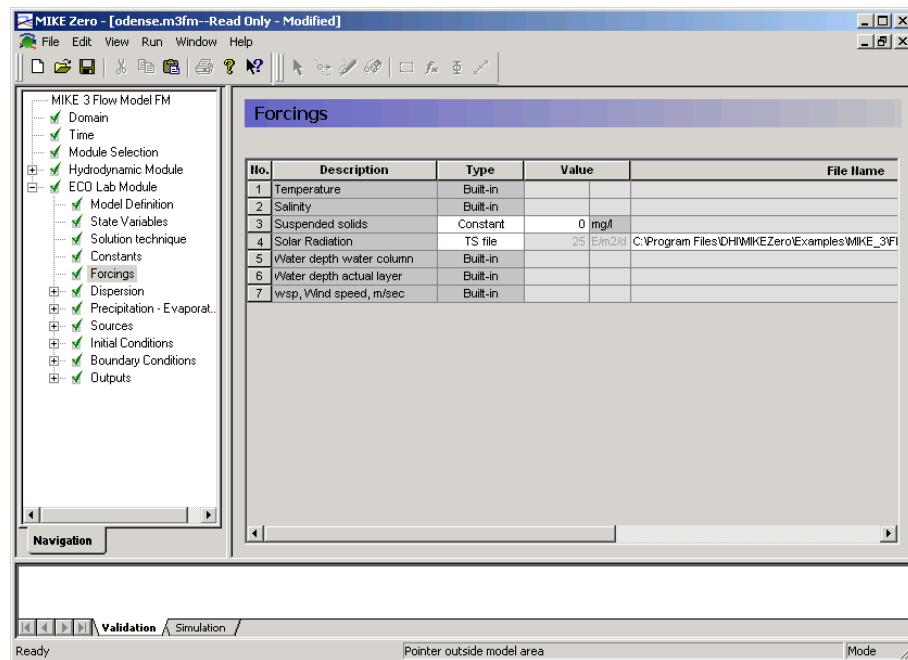 MIKE Zero - [odense.m3fm--Read Only - Modified]
File Edit View Run Window Help
MIKE 3 Flow Model FM
Domain
Time
Module Selection
Hydrodynamic Module
ECO Lab Module
Model Definition
State Variables
Solution technique
Constants
Forcings
Dispersion
Precipitation - Evaporat..
Sources
Initial Conditions
Boundary Conditions
Outputs
Navigation
Forcings
No. Description Type Value File Name
1 Temperature Built-in
2 Salinity Built-in
3 Suspended solids Constant 0 mg/l
4 Solar Radiation TS file 25 E/m2/d C:\Program Files\DHI\MIKEZero\Examples\MIKE_3\Fl
5 Water depth water column Built-in
6 Water depth actual layer Built-in
7 wsp, Wind speed, m/sec Built-in
Validation Simulation
Ready Pointer outside model area Mode